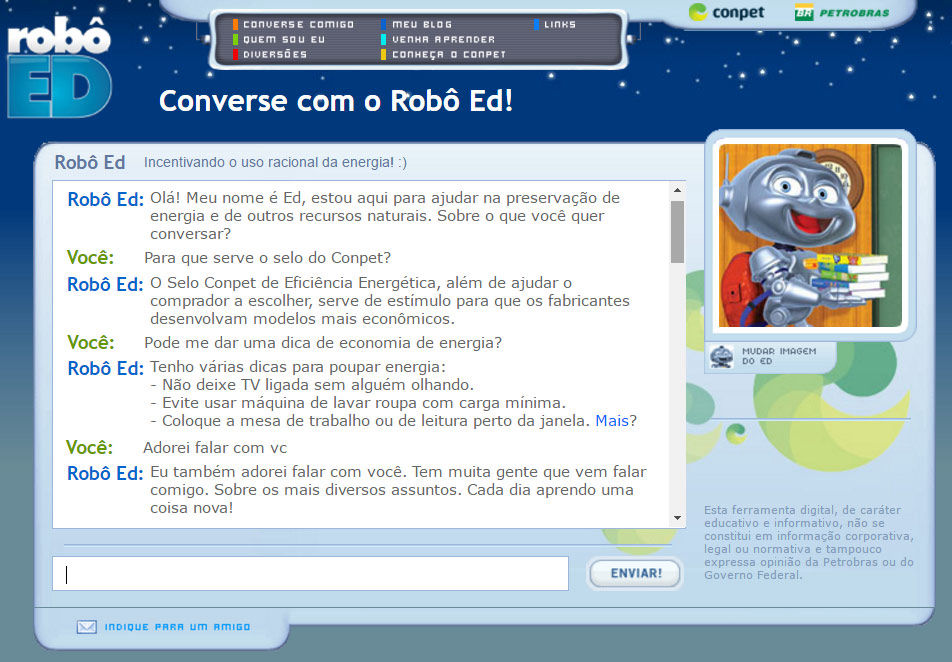 robô
ED
CONVERSE COMIGO
QUEM SOU EU
DIVERSÕES
MEU BLOG
VENHA APRENDER
CONHEÇA O CONPET
LINKS
conpet
BR PETROBRAS
Converse com o Robô Ed!
Robô Ed Incentivando o uso racional da energia! :)
Robô Ed: Olá! Meu nome é Ed, estou aqui para ajudar na preservação de
energia e de outros recursos naturais. Sobre o que você quer
conversar?
Você: Para que serve o selo do Conpet?
Robô Ed: O Selo Conpet de Eficiência Energética, além de ajudar o
comprador a escolher, serve de estímulo para que os fabricantes
desenvolvam modelos mais econômicos.
Você: Pode me dar uma dica de economia de energia?
Robô Ed: Tenho várias dicas para poupar energia:
- Não deixe TV ligada sem alguém olhando.
- Evite usar máquina de lavar roupa com carga mínima.
- Coloque a mesa de trabalho ou de leitura perto da janela. Mais?
Você: Adorei falar com vc
Robô Ed: Eu também adorei falar com você. Tem muita gente que vem falar
comigo. Sobre os mais diversos assuntos. Cada dia aprendo uma
coisa nova!
ENVIAR!
INDIQUE PARA UM AMIGO
MUDAR IMAGEM
DO ED
Esta ferramenta digital, de caráter
educativo e informativo, não se
constitui em informação corporativa,
legal ou normativa e tampouco
expressa opinião da Petrobras ou do
Governo Federal.